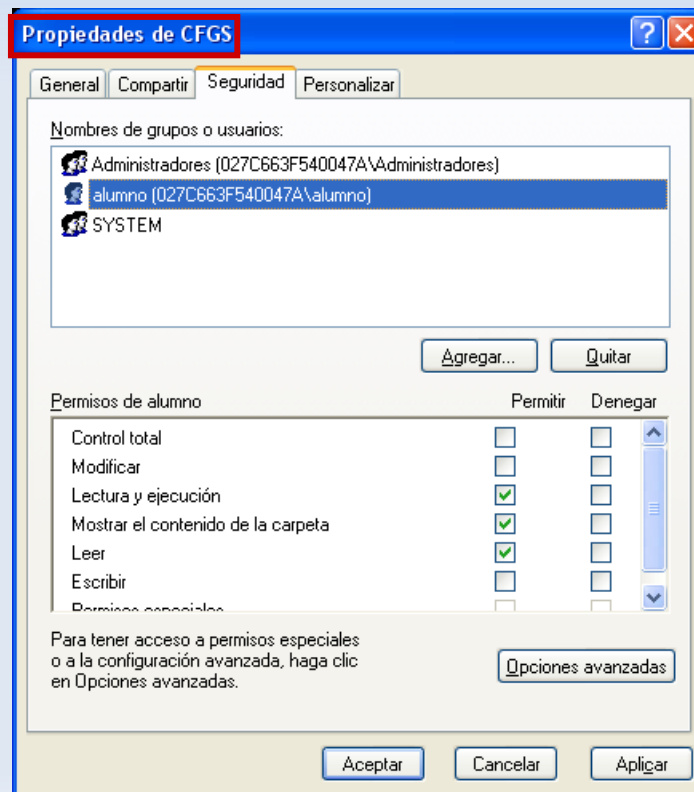 Propiedades de CFGS
General Compartir Seguridad Personalizar
Nombres de grupos o usuarios:
Administradores (027C663F540047A\Administradores)
alumno (027C663F540047A\alumno)
SYSTEM
Agregar... Quitar
Permisos de alumno Permitir Denegar
Control total
Modificar
Lectura y ejecución
Mostrar el contenido de la carpeta
Leer
Escribir
Permisos especiales
Para tener acceso a permisos especiales
o a la configuración avanzada, haga clic
en Opciones avanzadas.
Opciones avanzadas
Aceptar Cancelar Aplicar